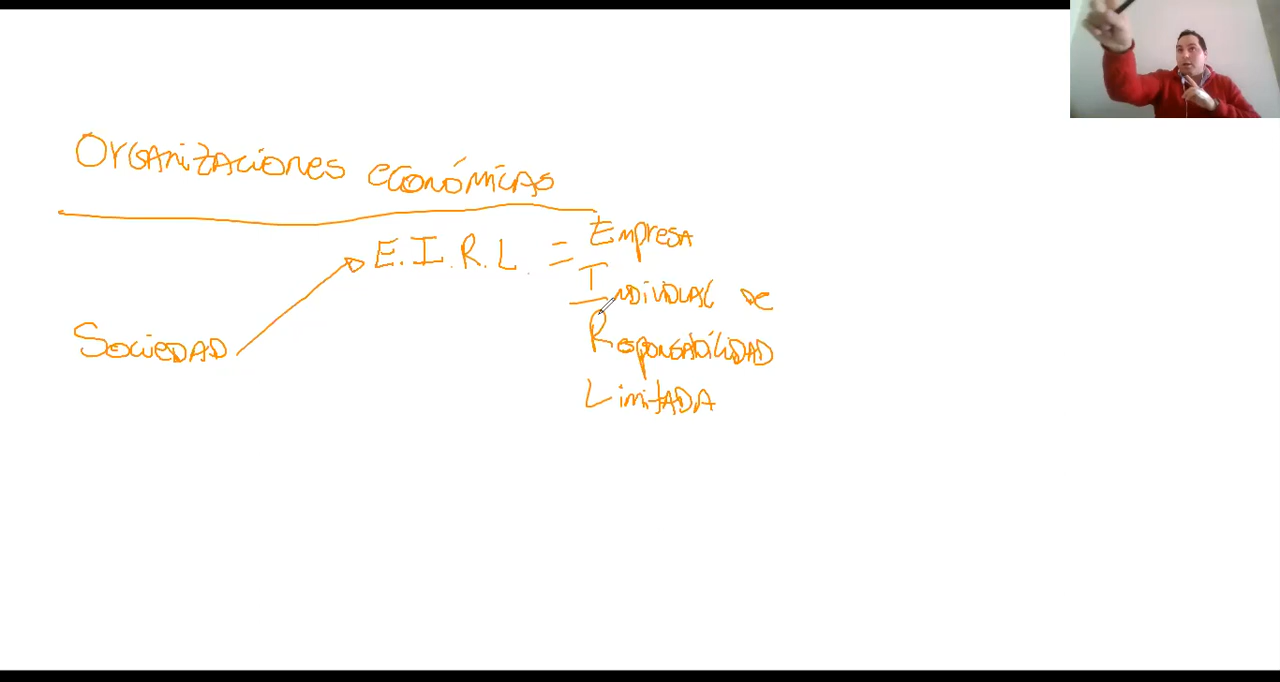 Organizaciones económicas
E.I.R.L. = Empresa
Individual de
Responsabilidad
Limitada
Sociedad